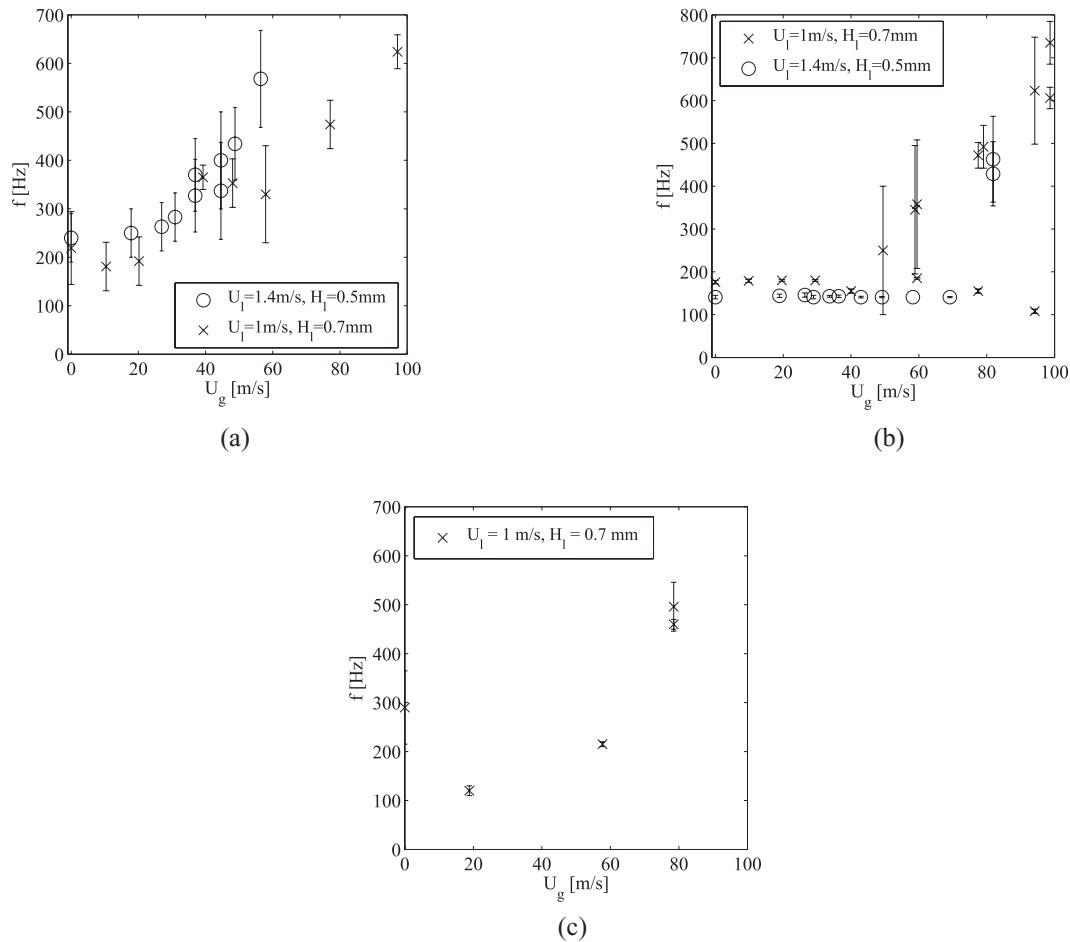 700
600
500
400
300
200
100
0
f [Hz]
U_l=1.4m/s, H_l=0.5mm
U_l=1m/s, H_l=0.7mm
0 20 40 60 80 100
U_g [m/s]
(a)
800
700
600
500
400
300
200
100
0
f [Hz]
U_l=1m/s, H_l=0.7mm
U_l=1.4m/s, H_l=0.5mm
0 20 40 60 80 100
U_g [m/s]
(b)
700
600
500
400
300
200
100
0
f [Hz]
U_l = 1 m/s, H_l = 0.7 mm
0 20 40 60 80 100
U_g [m/s]
(c)